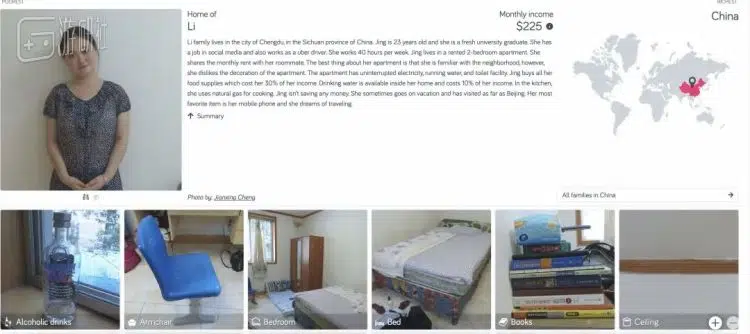 POOREST
RICHEST
游研社
Home of
Li
Monthly income
$225
China
Li family lives in the city of Chengdu, in the Sichuan province of China. Jing is 23 years old and she is a fresh university graduate. She has
a job in social media and also works as a uber driver. She works 40 hours per week. Jing lives in a rented 2-bedroom apartment. She
shares the monthly rent with her roommate. The best thing about her apartment is that she is familiar with the neighborhood, however,
she dislikes the decoration of the apartment. The apartment has uninterrupted electricity, running water, and toilet facility. Jing buys all her
food supplies which cost her 30% of her income. Drinking water is available inside her home and costs 10% of her income. In the kitchen,
she uses natural gas for cooking. Jing isn't saving any money. She sometimes goes on vacation and has visited as far as Beijing. Her most
favorite item is her mobile phone and she dreams of traveling.
Summary
Photo by: Jianxing Cheng
All families in China
Alcoholic drinks
Armchair
Bedroom
Bed
Books
Ceiling